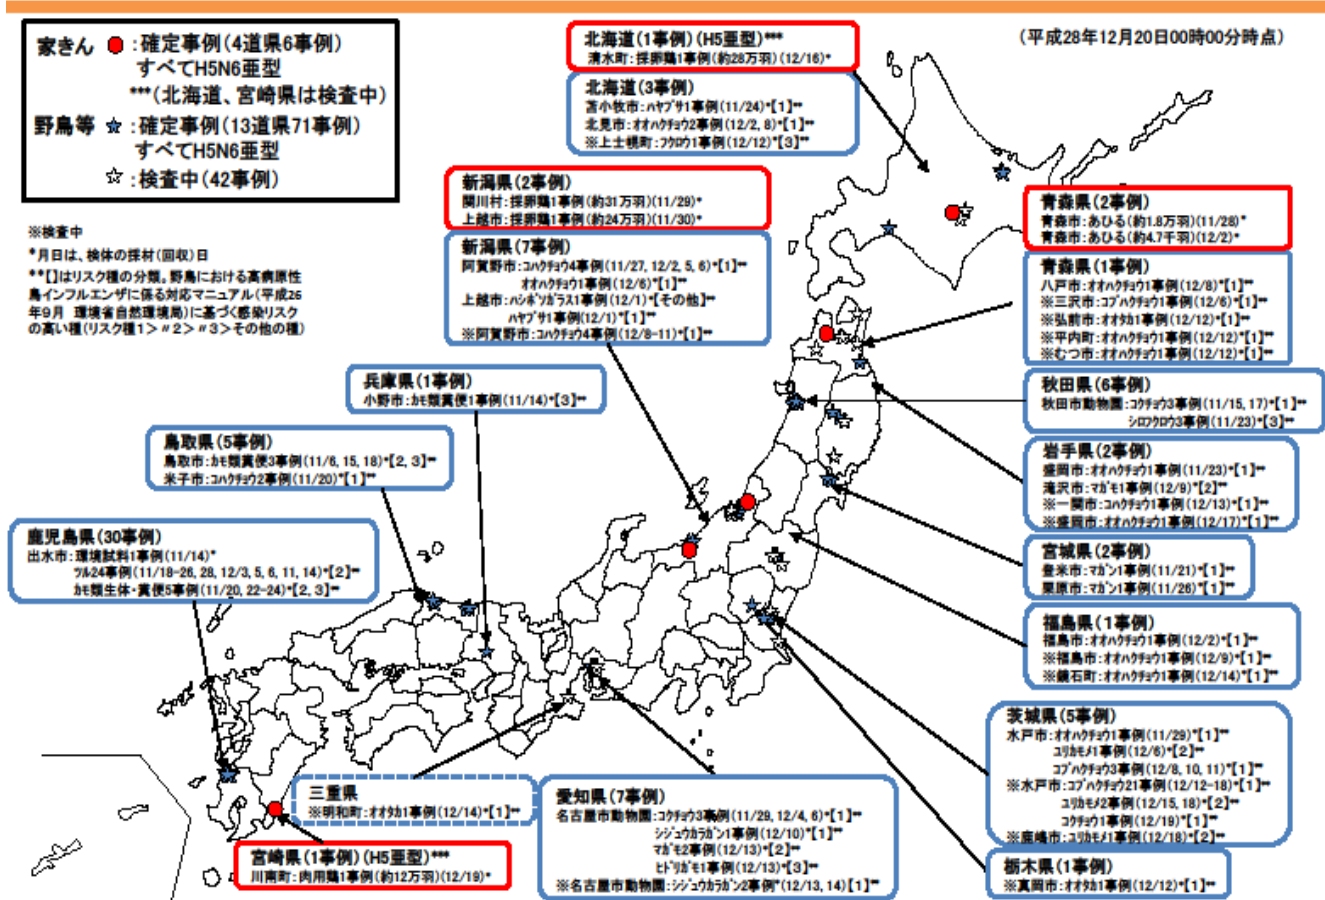 家きん ●:確定事例(4道県6事例)
すべてH5N6亜型
***(北海道、宮崎県は検査中)
野鳥等 ★:確定事例(13道県71事例)
すべてH5N6亜型
☆:検査中(42事例)
※検査中
*月日は、検体の採材(回収)日
**[]はリスク種の分類。野鳥における高病原性
鳥インフルエンザに係る対応マニュアル(平成26
年9月 環境省自然環境局)に基づく感染リスク
の高い種(リスク種1>〃2>〃3>その他の種)
(平成28年12月20日00時00分時点)
北海道(1事例)(H5亜型)***
清水町:採卵鶏1事例(約28万羽)(12/16)*
北海道(3事例)
苫小牧市:ハヤブサ1事例(11/24)*[1]**
北見市:オオハクチョウ2事例(12/2, 8)*[1]**
※上士幌町:フクロウ1事例(12/12)*[3]**
新潟県(2事例)
関川村:採卵鶏1事例(約31万羽)(11/29)*
上越市:採卵鶏1事例(約24万羽)(11/30)*
新潟県(7事例)
阿賀野市:コハクチョウ4事例(11/27, 12/2, 5, 6)*[1]**
オオハクチョウ1事例(12/6)*[1]**
上越市:ハシボソガラス1事例(12/1)*[その他]**
ハヤブサ1事例(12/1)*[1]**
※阿賀野市:コハクチョウ4事例(12/8-11)*[1]**
青森県(2事例)
青森市:あひる(約1.8万羽)(11/28)*
青森市:あひる(約4.7千羽)(12/2)*
青森県(1事例)
八戸市:オオハクチョウ1事例(12/8)*[1]**
※三沢市:コブハクチョウ1事例(12/6)*[1]**
※弘前市:オオタカ1事例(12/12)*[1]**
※平内町:オオハクチョウ1事例(12/12)*[1]**
※むつ市:オオハクチョウ1事例(12/12)*[1]**
秋田県(6事例)
秋田市動物園:コクチョウ3事例(11/15, 17)*[1]**
シロフクロウ3事例(11/23)*[3]**
岩手県(2事例)
盛岡市:オオハクチョウ1事例(11/23)*[1]**
滝沢市:マガモ1事例(12/9)*[2]**
※一関市:コハクチョウ1事例(12/13)*[1]**
※盛岡市:オオハクチョウ1事例(12/17)*[1]**
宮城県(2事例)
登米市:マガン1事例(11/21)*[1]**
栗原市:マガン1事例(11/26)*[1]**
福島県(1事例)
福島市:オオハクチョウ1事例(12/2)*[1]**
※福島市:オオハクチョウ1事例(12/9)*[1]**
※鏡石町:オオハクチョウ1事例(12/14)*[1]**
茨城県(5事例)
水戸市:オオハクチョウ1事例(11/29)*[1]**
ユリカモメ1事例(12/6)*[2]**
コブハクチョウ3事例(12/8, 10, 11)*[1]**
※水戸市:コブハクチョウ21事例(12/12-18)*[1]**
ユリカモメ2事例(12/15, 18)*[2]**
コクチョウ1事例(12/19)*[1]**
※鹿嶋市:ユリカモメ1事例(12/18)*[2]**
栃木県(1事例)
※真岡市:オオタカ1事例(12/12)*[1]**
兵庫県(1事例)
小野市:カモ類糞便1事例(11/14)*[3]**
鳥取県(5事例)
鳥取市:カモ類糞便3事例(11/6, 15, 18)*[2, 3]**
米子市:コハクチョウ2事例(11/20)*[1]**
鹿児島県(30事例)
出水市:環境試料1事例(11/14)*
ツル24事例(11/18-26, 28, 12/3, 5, 6, 11, 14)*[2]**
カモ類生体・糞便5事例(11/20, 22-24)*[2, 3]**
三重県
※明和町:オオタカ1事例(12/14)*[1]**
愛知県(7事例)
名古屋市動物園:コクチョウ3事例(11/29, 12/4, 6)*[1]**
シジュウカラガン1事例(12/10)*[1]**
マガモ2事例(12/13)*[2]**
ヒドリガモ1事例(12/13)*[3]**
※名古屋市動物園:シジュウカラガン2事例*(12/13, 14)[1]**
宮崎県(1事例)(H5亜型)***
川南町:肉用鶏1事例(約12万羽)(12/19)*